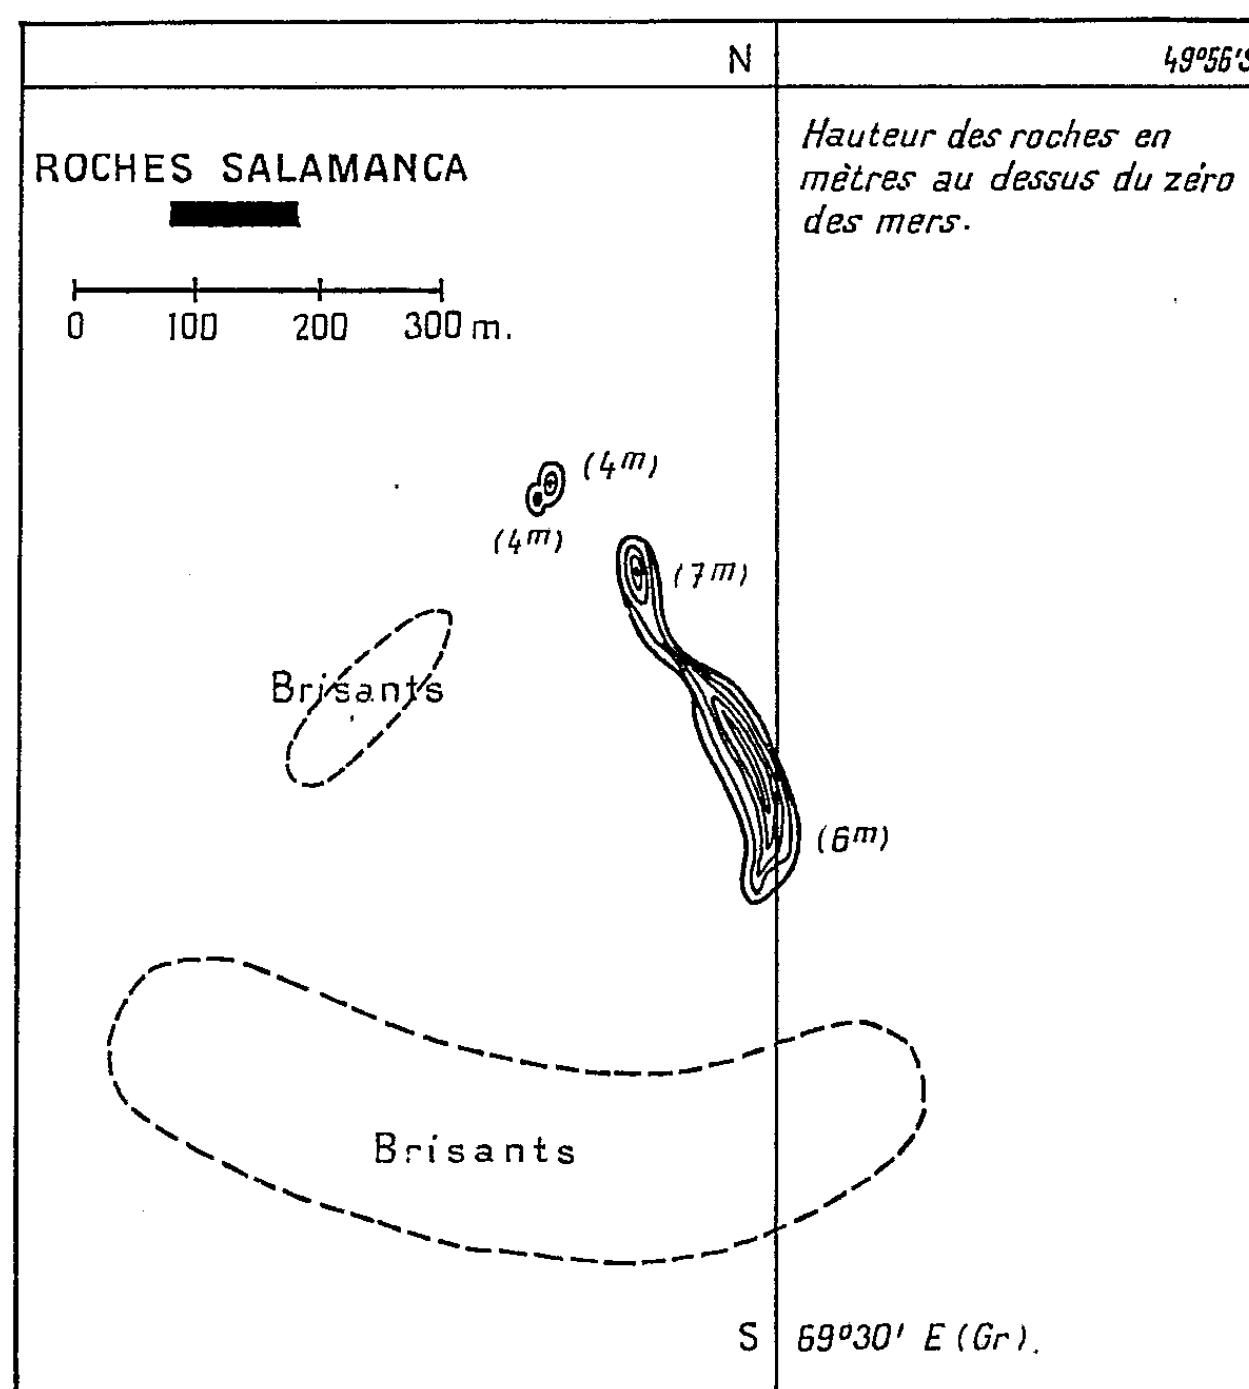 N
49°56'S
ROCHES SALAMANCA
Hauteur des roches en
mètres au dessus du zéro
des mers.
0 100 200 300 m.
(4m)
(4m)
(7m)
Brisants
(6m)
Brisants
S 69°30' E (Gr).